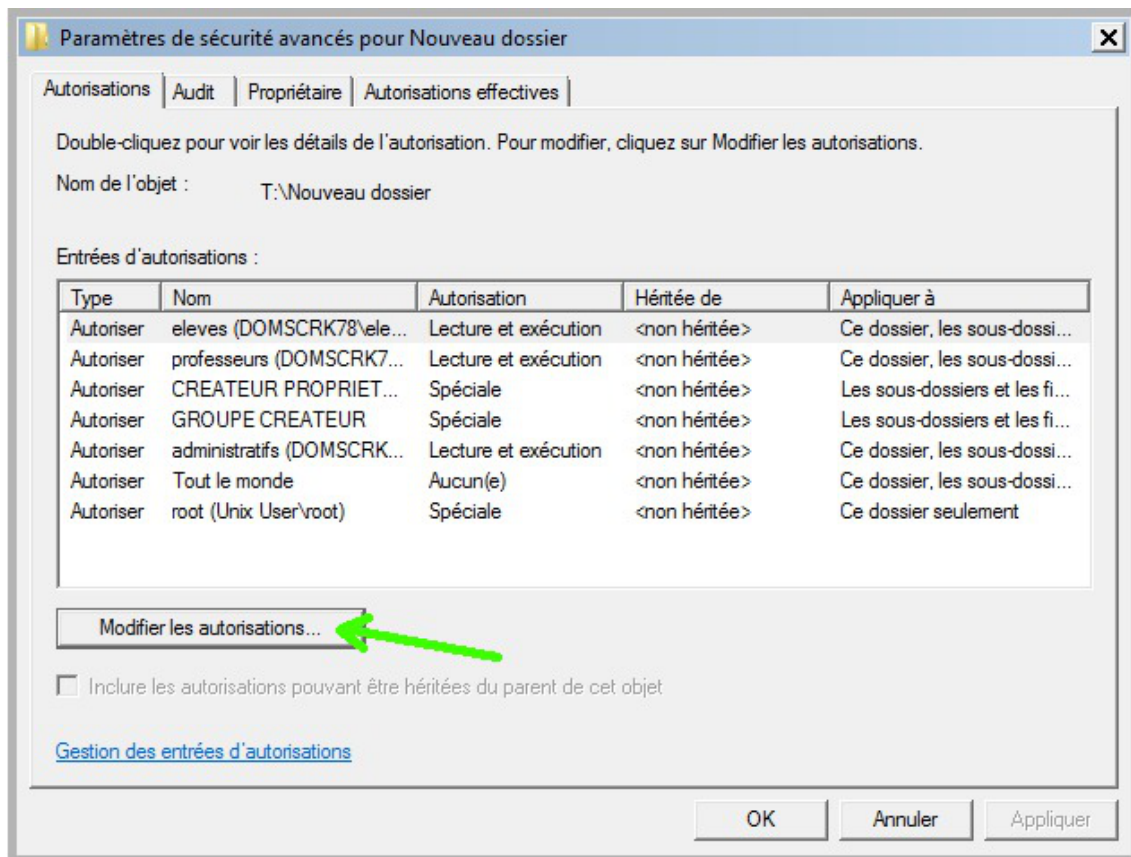 Paramètres de sécurité avancés pour Nouveau dossier
Autorisations Audit Propriétaire Autorisations effectives
Double-cliquez pour voir les détails de l'autorisation. Pour modifier, cliquez sur Modifier les autorisations.
Nom de l'objet : T:\Nouveau dossier
Entrées d'autorisations :
Type Nom Autorisation Héritée de Appliquer à
Autoriser eleves (DOMSCRK78\ele... Lecture et exécution <non héritée> Ce dossier, les sous-dossi...
Autoriser professeurs (DOMSCRK7... Lecture et exécution <non héritée> Ce dossier, les sous-dossi...
Autoriser CREATEUR PROPRIET... Spéciale <non héritée> Les sous-dossiers et les fi...
Autoriser GROUPE CREATEUR Spéciale <non héritée> Les sous-dossiers et les fi...
Autoriser administratifs (DOMSCRK... Lecture et exécution <non héritée> Ce dossier, les sous-dossi...
Autoriser Tout le monde Aucun(e) <non héritée> Ce dossier, les sous-dossi...
Autoriser root (Unix User\root) Spéciale <non héritée> Ce dossier seulement
Modifier les autorisations...
Inclure les autorisations pouvant être héritées du parent de cet objet
Gestion des entrées d'autorisations
OK Annuler Appliquer